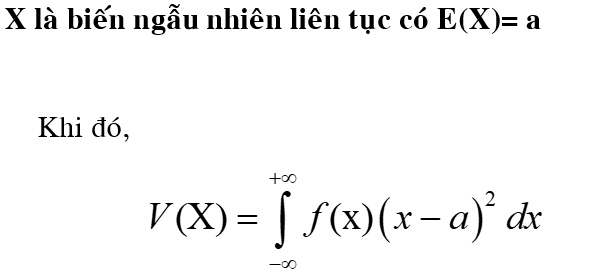 X là biến ngẫu nhiên liên tục có E(X)= a
Khi đó,
V(X) = ∫_{-∞}^{+∞} f(x)(x − a)² dx